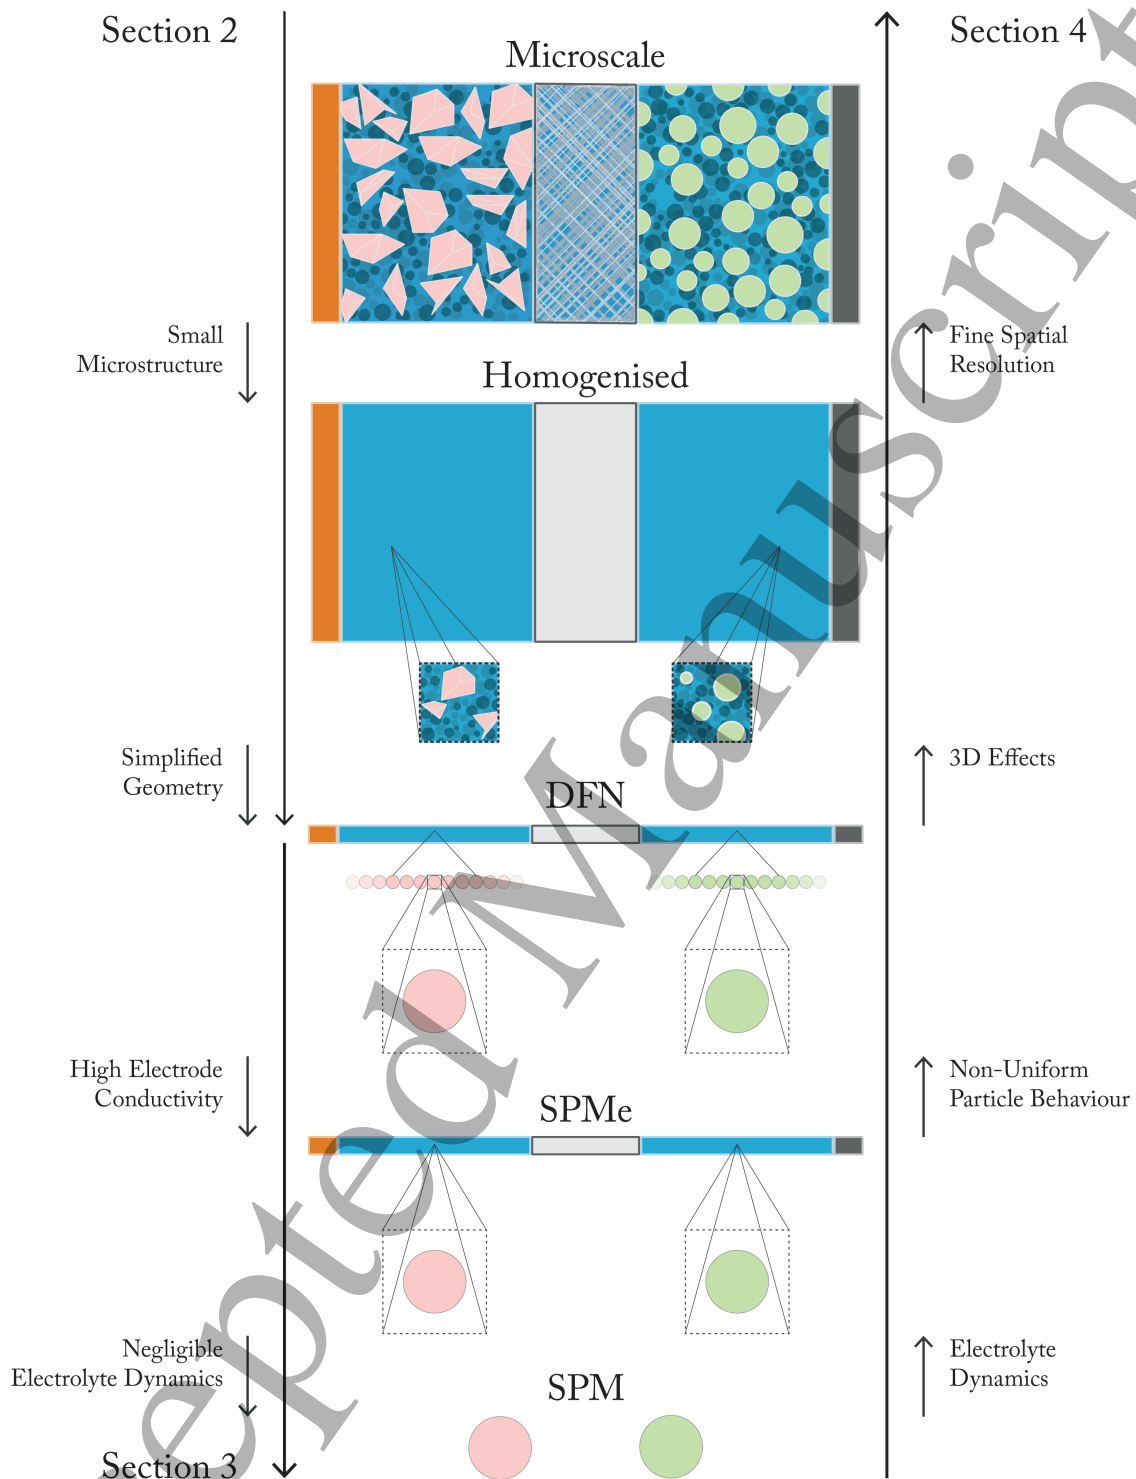 Section 2
Section 4
Microscale
Small
Microstructure
Fine Spatial
Resolution
Homogenised
Simplified
Geometry
3D Effects
DFN
High Electrode
Conductivity
Non-Uniform
Particle Behaviour
SPMe
Negligible
Electrolyte Dynamics
Electrolyte
Dynamics
SPM
Section 3
epted Manuscript